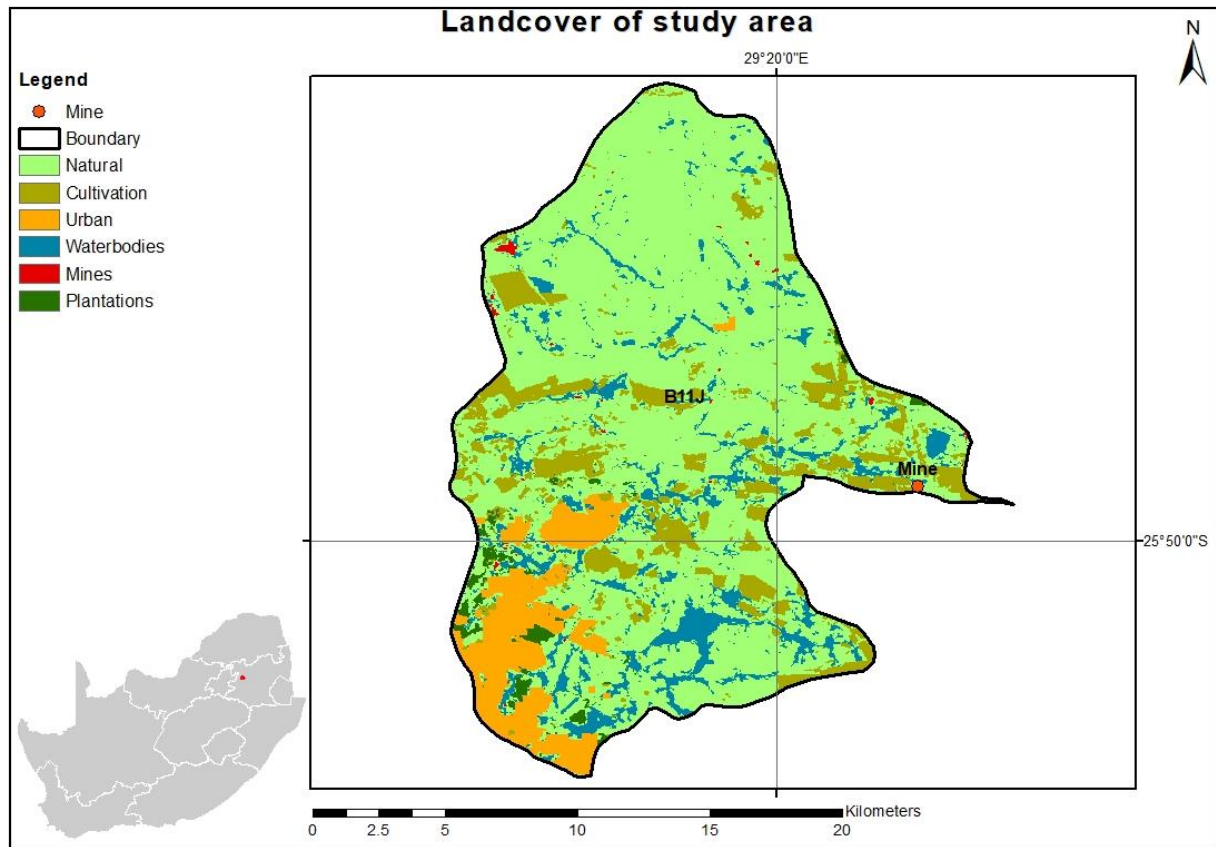 Landcover of study area
N
29°20'0"E
Legend
Mine
Boundary
Natural
Cultivation
Urban
Waterbodies
Mines
Plantations
B11J
Mine
25°50'0"S
Kilometers
0 2.5 5 10 15 20